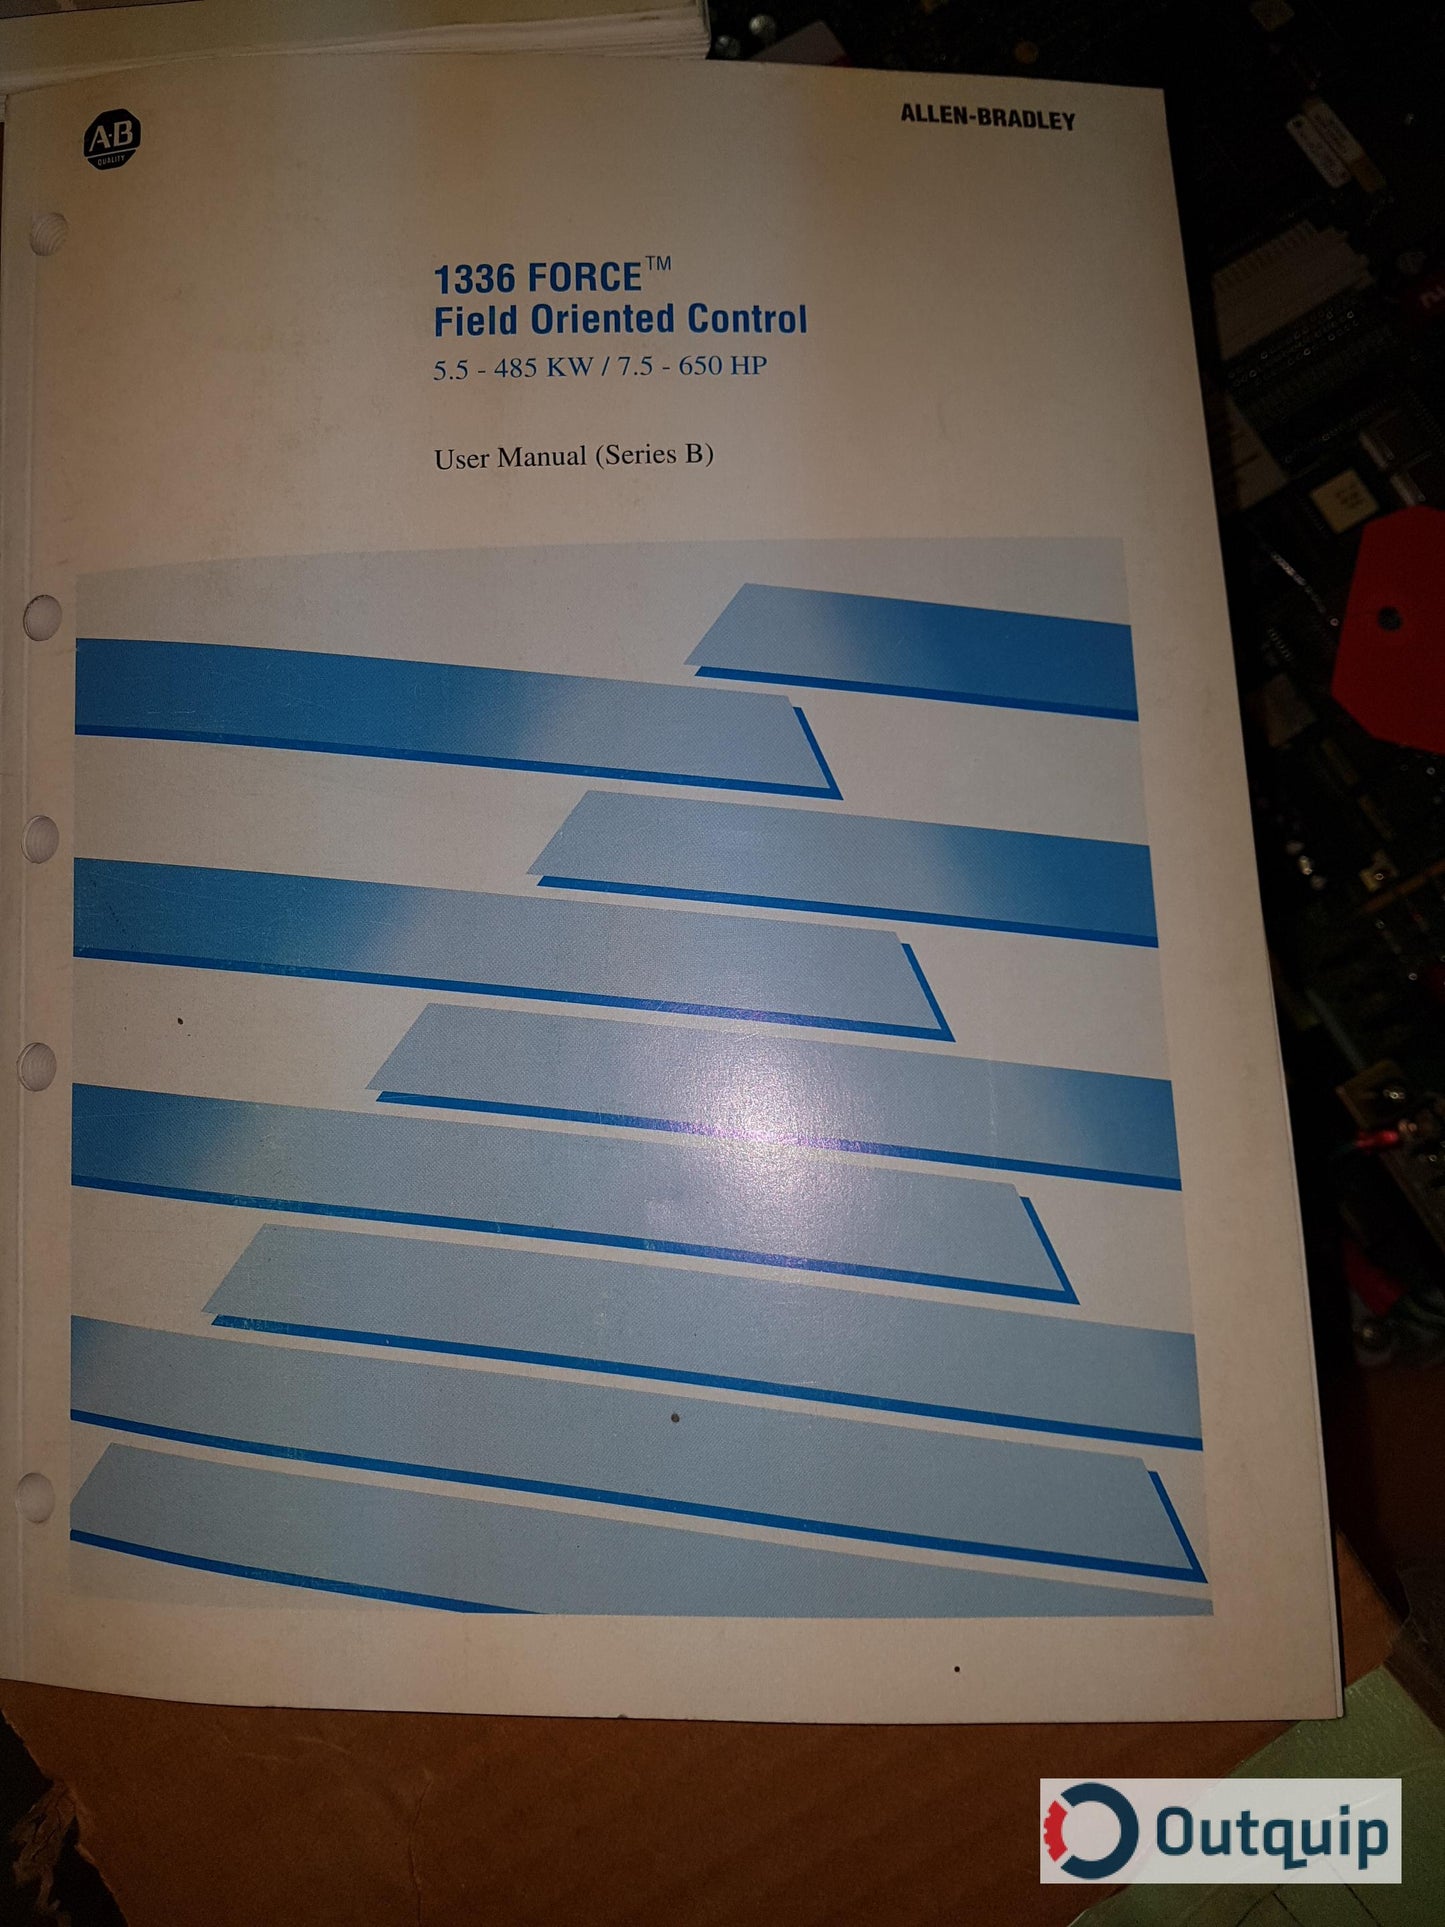 A-B
QUALITY
ALLEN-BRADLEY
1336 FORCE™
Field Oriented Control
5.5 - 485 KW / 7.5 - 650 HP
User Manual (Series B)
Outquip